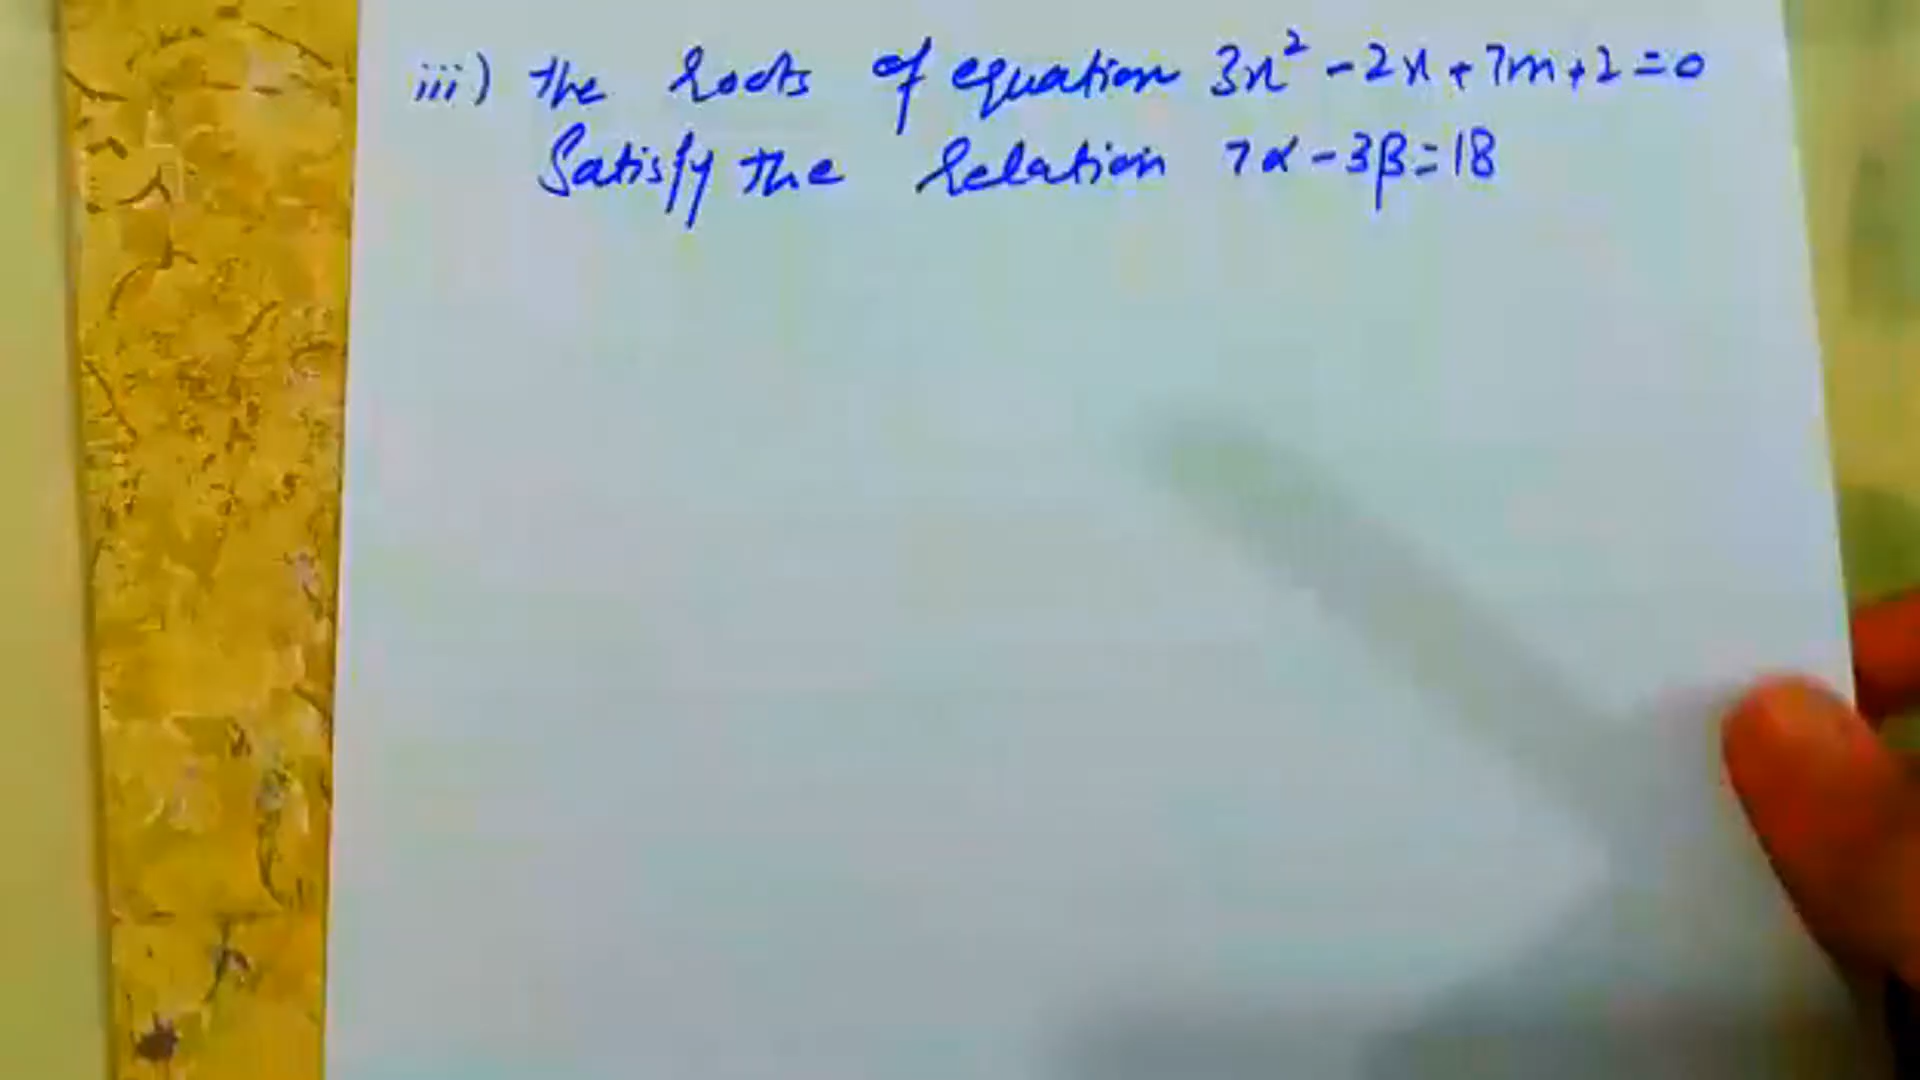 iii) The Roots of equation 3x² - 2x + 7m + 2 = 0
Satisfy the Relation 7α - 3β = 18